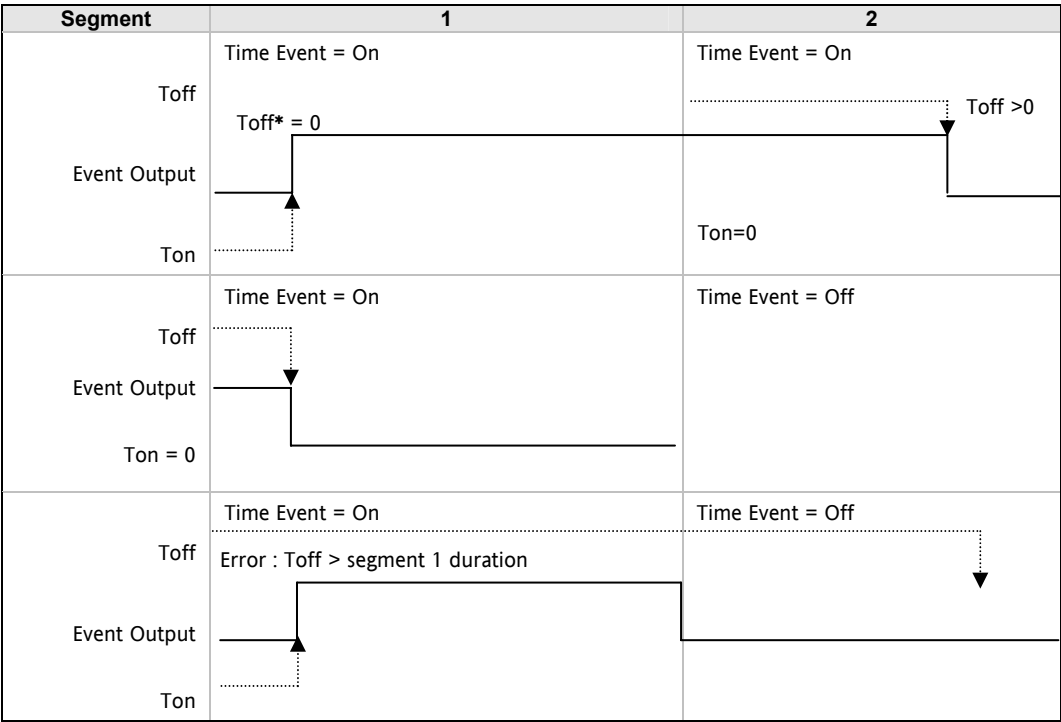 Segment 1 2
Time Event = On Time Event = On
Toff
Toff >0
Toff* = 0
Event Output
Ton=0
Ton
Time Event = On Time Event = Off
Toff
Event Output
Ton = 0
Time Event = On Time Event = Off
Toff
Error : Toff > segment 1 duration
Event Output
Ton